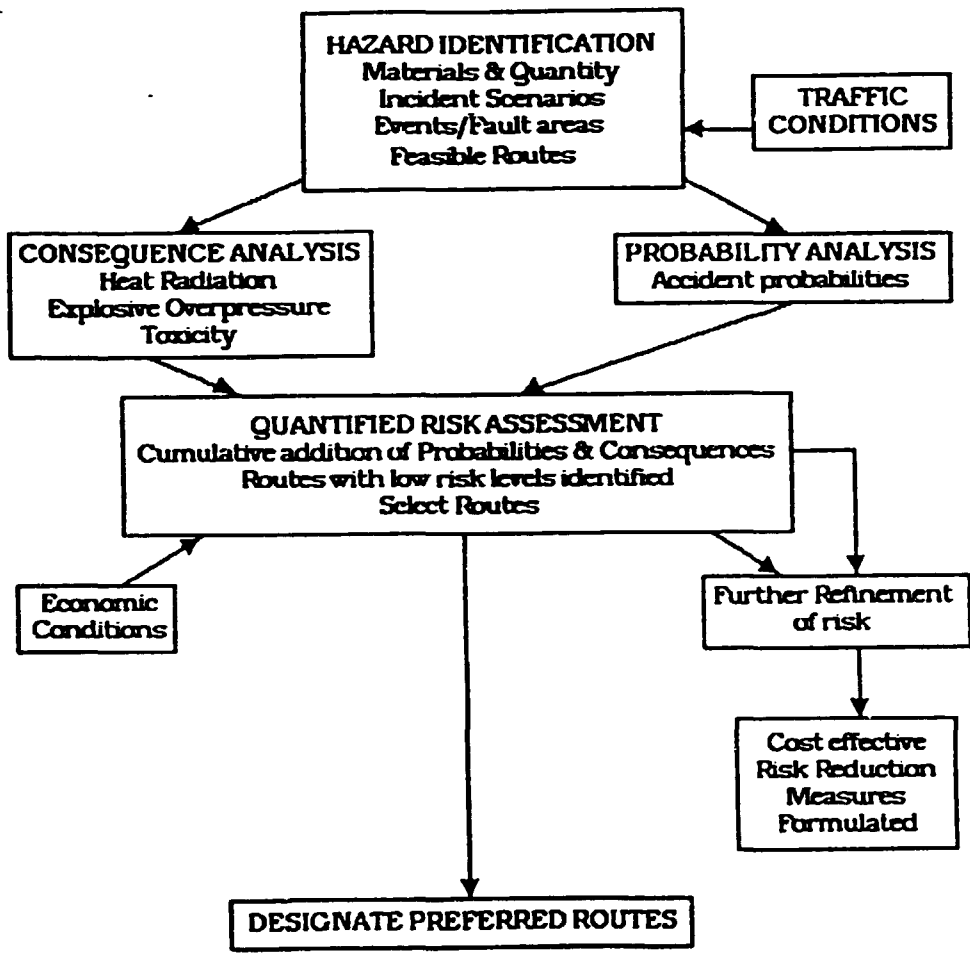 HAZARD IDENTIFICATION
Materials & Quantity
Incident Scenarios
Events/Fault areas
Feasible Routes
TRAFFIC
CONDITIONS
CONSEQUENCE ANALYSIS
Heat Radiation
Explosive Overpressure
Toxicity
PROBABILITY ANALYSIS
Accident probabilities
QUANTIFIED RISK ASSESSMENT
Cumulative addition of Probabilities & Consequences
Routes with low risk levels identified
Select Routes
Economic
Conditions
Further Refinement
of risk
Cost effective
Risk Reduction
Measures
Formulated
DESIGNATE PREFERRED ROUTES